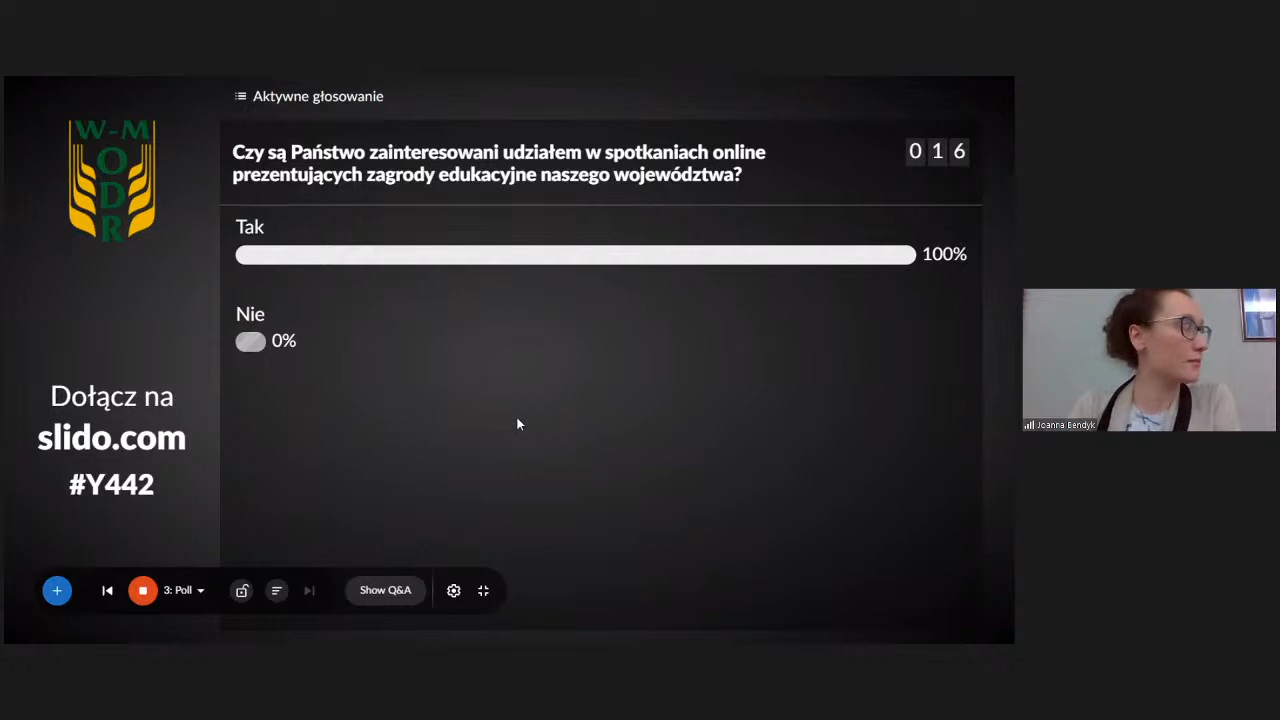 Aktywne głosowanie
W-M
O
D
R
Czy są Państwo zainteresowani udziałem w spotkaniach online
prezentujących zagrody edukacyjne naszego województwa?
0 1 6
Tak
100%
Nie
0%
Dołącz na
slido.com
#Y442
3: Poll
Show Q&A
Joanna Bendyk